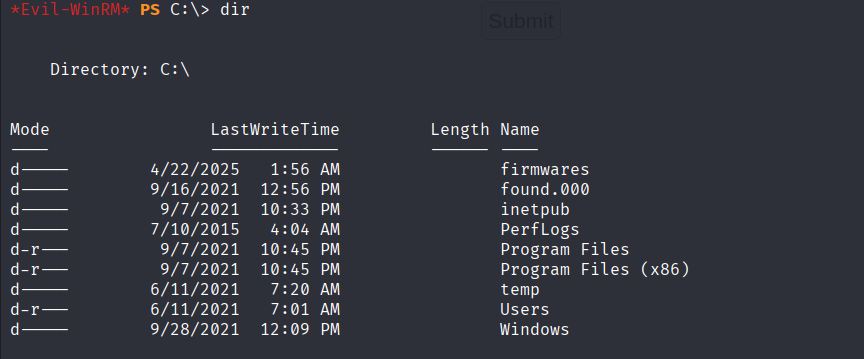 *Evil-WinRM* PS C:\> dir
Submit
Directory: C:\
Mode LastWriteTime Length Name
---- ------------- ------ ----
d----- 4/22/2025 1:56 AM firmwares
d----- 9/16/2021 12:56 PM found.000
d----- 9/7/2021 10:33 PM inetpub
d----- 7/10/2015 4:04 AM PerfLogs
d-r--- 9/7/2021 10:45 PM Program Files
d-r--- 9/7/2021 10:45 PM Program Files (x86)
d----- 6/11/2021 7:20 AM temp
d-r--- 6/11/2021 7:01 AM Users
d----- 9/28/2021 12:09 PM Windows